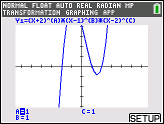 NORMAL FLOAT AUTO REAL RADIAN MP
TRANSFORMATION GRAPHING APP
Y1=(X+2)^(A)*(X-1)^(B)*(X-2)^(C)
A=1 C=1
B=1
SETUP